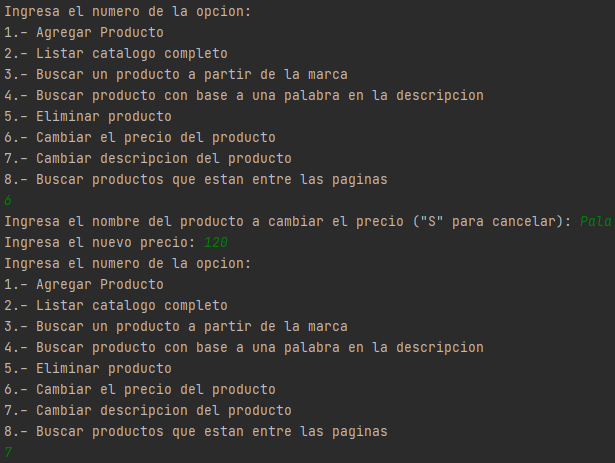 Ingresa el numero de la opcion:
1.- Agregar Producto
2.- Listar catalogo completo
3.- Buscar un producto a partir de la marca
4.- Buscar producto con base a una palabra en la descripcion
5.- Eliminar producto
6.- Cambiar el precio del producto
7.- Cambiar descripcion del producto
8.- Buscar productos que estan entre las paginas
6
Ingresa el nombre del producto a cambiar el precio ("S" para cancelar): Pala
Ingresa el nuevo precio: 120
Ingresa el numero de la opcion:
1.- Agregar Producto
2.- Listar catalogo completo
3.- Buscar un producto a partir de la marca
4.- Buscar producto con base a una palabra en la descripcion
5.- Eliminar producto
6.- Cambiar el precio del producto
7.- Cambiar descripcion del producto
8.- Buscar productos que estan entre las paginas
7